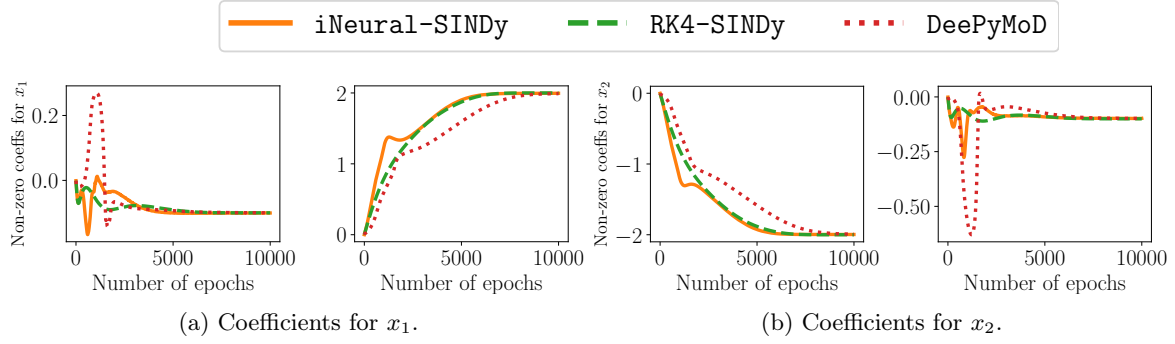 iNeural-SINDy RK4-SINDy DeePyMoD
Non-zero coeffs for x₁
0.2
0.0
0 5000 10000
Number of epochs
2
1
0
0 5000 10000
Number of epochs
(a) Coefficients for x₁.
Non-zero coeffs for x₂
0
−1
−2
0 5000 10000
Number of epochs
0.00
−0.25
−0.50
0 5000 10000
Number of epochs
(b) Coefficients for x₂.